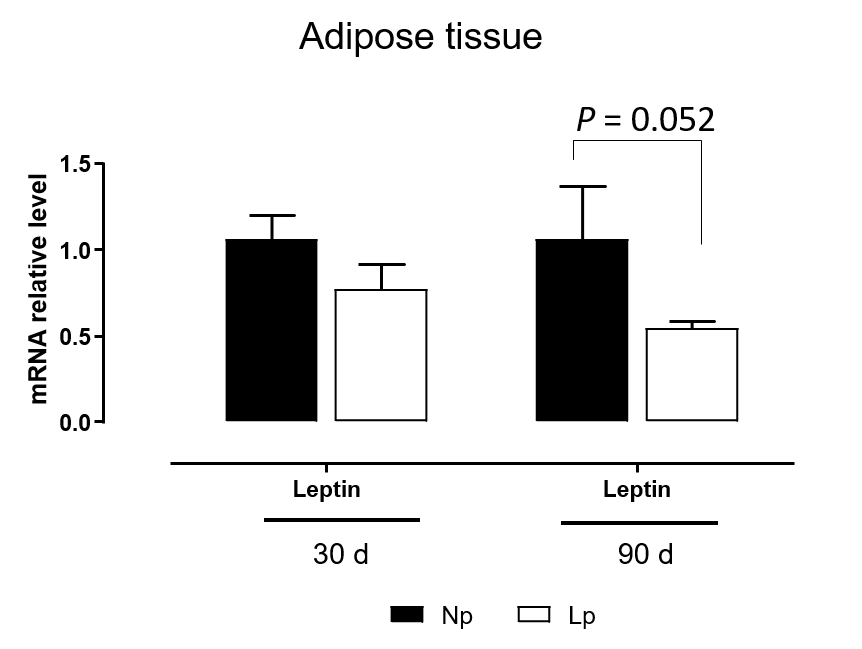 Adipose tissue
P = 0.052
mRNA relative level
1.5
1.0
0.5
0.0
Leptin Leptin
30 d 90 d
Np Lp